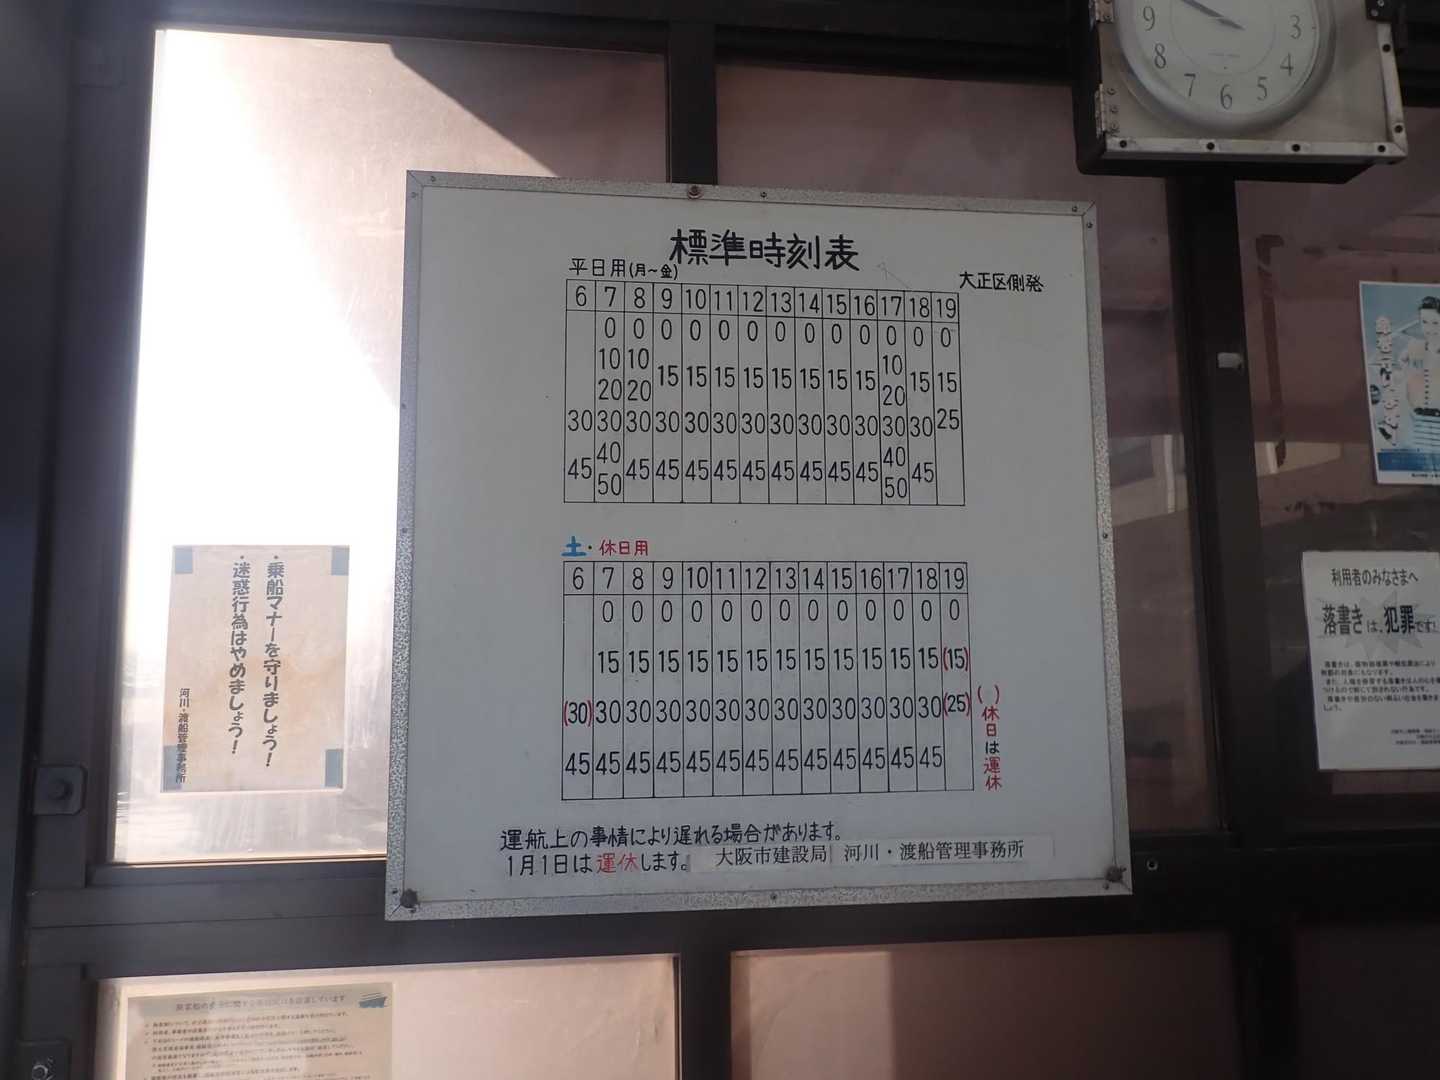 9 8 7 6 5 4 3
標準時刻表
平日用(月~金)
大正区側発
6 7 8 9 10 11 12 13 14 15 16 17 18 19
0 0 0 0 0 0 0 0 0 0 0 0 0
10 10 10
20 20 15 15 15 15 15 15 15 15 20 15 15
30 30 30 30 30 30 30 30 30 30 30 30 30 25
45 40 45 45 45 45 45 45 45 45 45 40 45
50 50
土・休日用
6 7 8 9 10 11 12 13 14 15 16 17 18 19
0 0 0 0 0 0 0 0 0 0 0 0 0
15 15 15 15 15 15 15 15 15 15 15 15 (15)
(30) 30 30 30 30 30 30 30 30 30 30 30 30 (25)
45 45 45 45 45 45 45 45 45 45 45 45 45
( )休日は運休
運航上の事情により遅れる場合があります。
1月1日は運休します。 大阪市建設局 河川・渡船管理事務所
・乗船マナーを守りましょう!
・迷惑行為はやめましょう!
河川・渡船管理事務所
利用者のみなさまへ
落書きは、犯罪です!